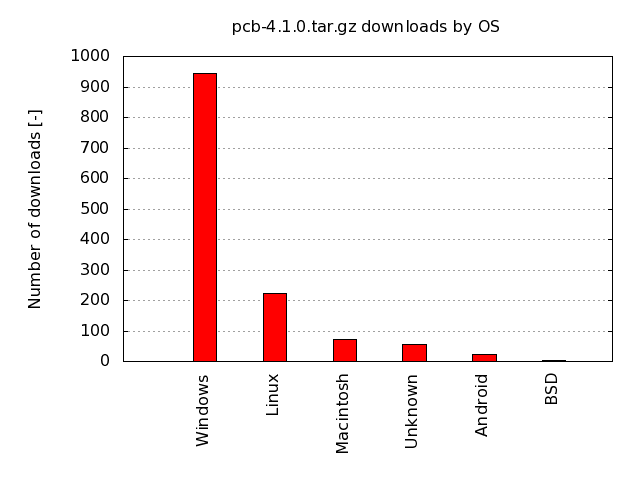 pcb-4.1.0.tar.gz downloads by OS
Number of downloads [-]
1000
900
800
700
600
500
400
300
200
100
0
Windows
Linux
Macintosh
Unknown
Android
BSD